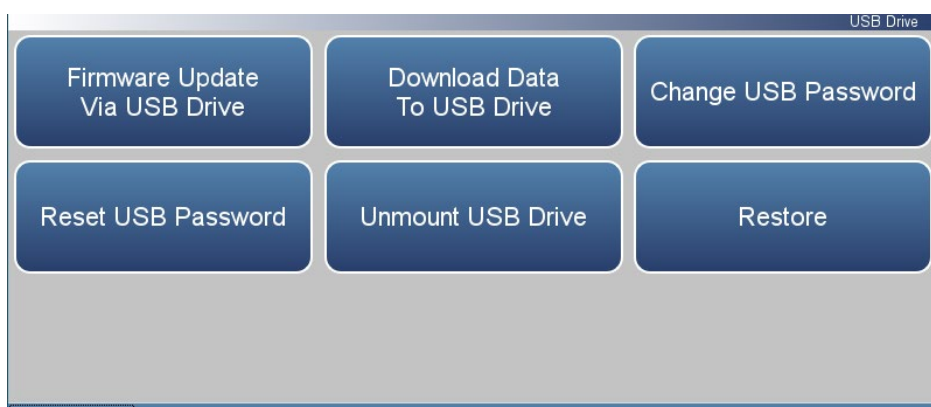 USB Drive
Firmware Update
Via USB Drive
Download Data
To USB Drive
Change USB Password
Reset USB Password
Unmount USB Drive
Restore